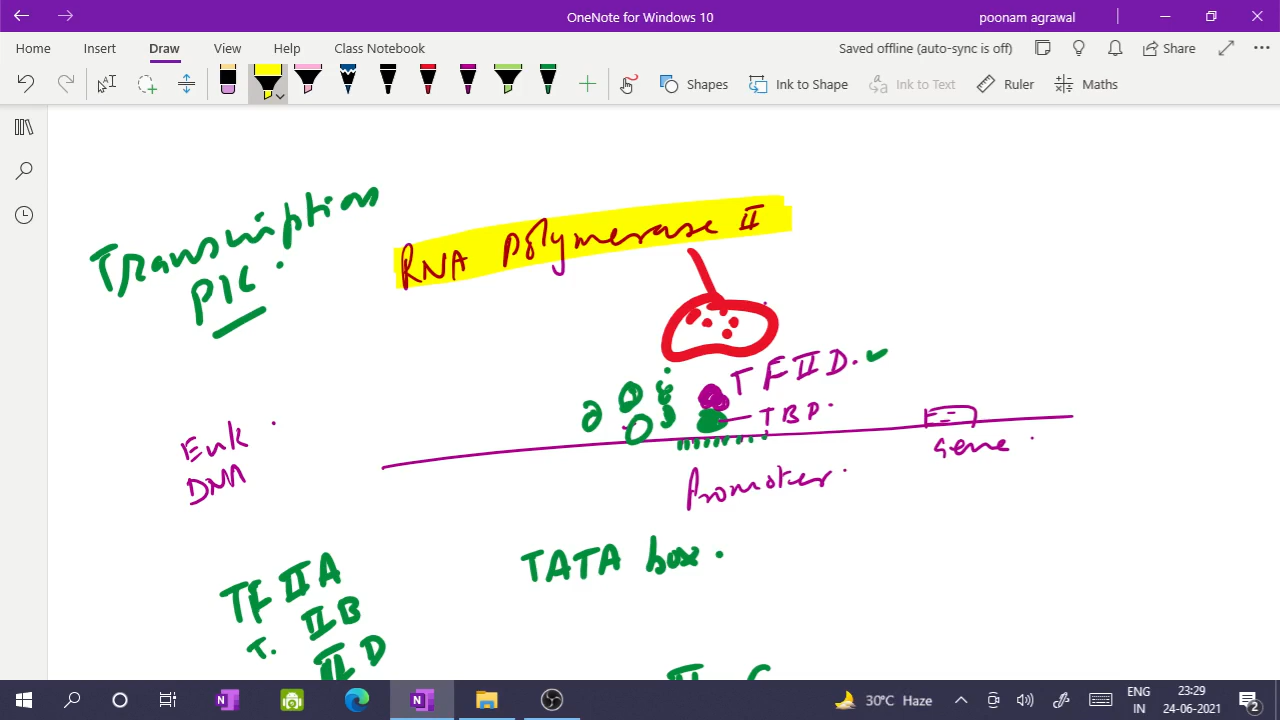 OneNote for Windows 10
poonam agrawal
Home Insert Draw View Help Class Notebook
Saved offline (auto-sync is off)
Share
Shapes Ink to Shape Ink to Text Ruler Maths
Transcription
PIC
RNA Polymerase II
TFIID.
TBP.
Gene
Euk
DNA
Promoter
TATA box.
TFIIA
IIB
T.
IID
II
30°C Haze
ENG
IN
23:29
24-06-2021
2